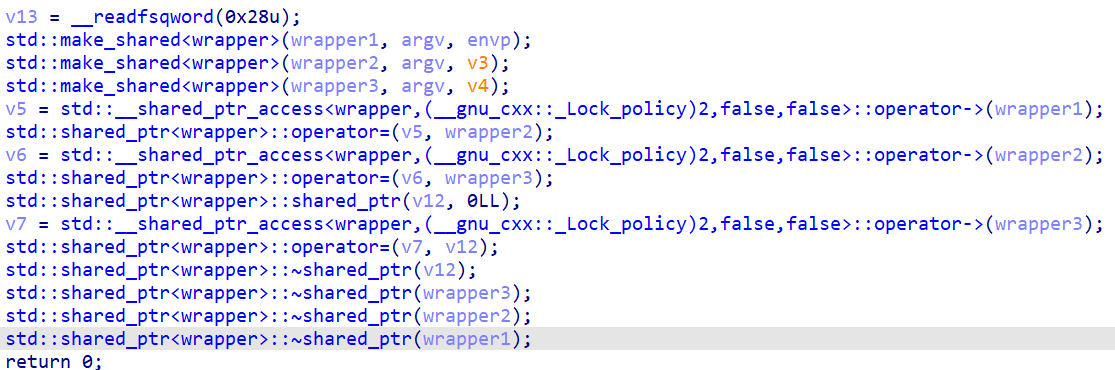 v13 = __readfsqword(0x28u);
std::make_shared<wrapper>(wrapper1, argv, envp);
std::make_shared<wrapper>(wrapper2, argv, v3);
std::make_shared<wrapper>(wrapper3, argv, v4);
v5 = std::__shared_ptr_access<wrapper,(__gnu_cxx::_Lock_policy)2,false,false>::operator->(wrapper1);
std::shared_ptr<wrapper>::operator=(v5, wrapper2);
v6 = std::__shared_ptr_access<wrapper,(__gnu_cxx::_Lock_policy)2,false,false>::operator->(wrapper2);
std::shared_ptr<wrapper>::operator=(v6, wrapper3);
std::shared_ptr<wrapper>::shared_ptr(v12, 0LL);
v7 = std::__shared_ptr_access<wrapper,(__gnu_cxx::_Lock_policy)2,false,false>::operator->(wrapper3);
std::shared_ptr<wrapper>::operator=(v7, v12);
std::shared_ptr<wrapper>::~shared_ptr(v12);
std::shared_ptr<wrapper>::~shared_ptr(wrapper3);
std::shared_ptr<wrapper>::~shared_ptr(wrapper2);
std::shared_ptr<wrapper>::~shared_ptr(wrapper1);
return 0;